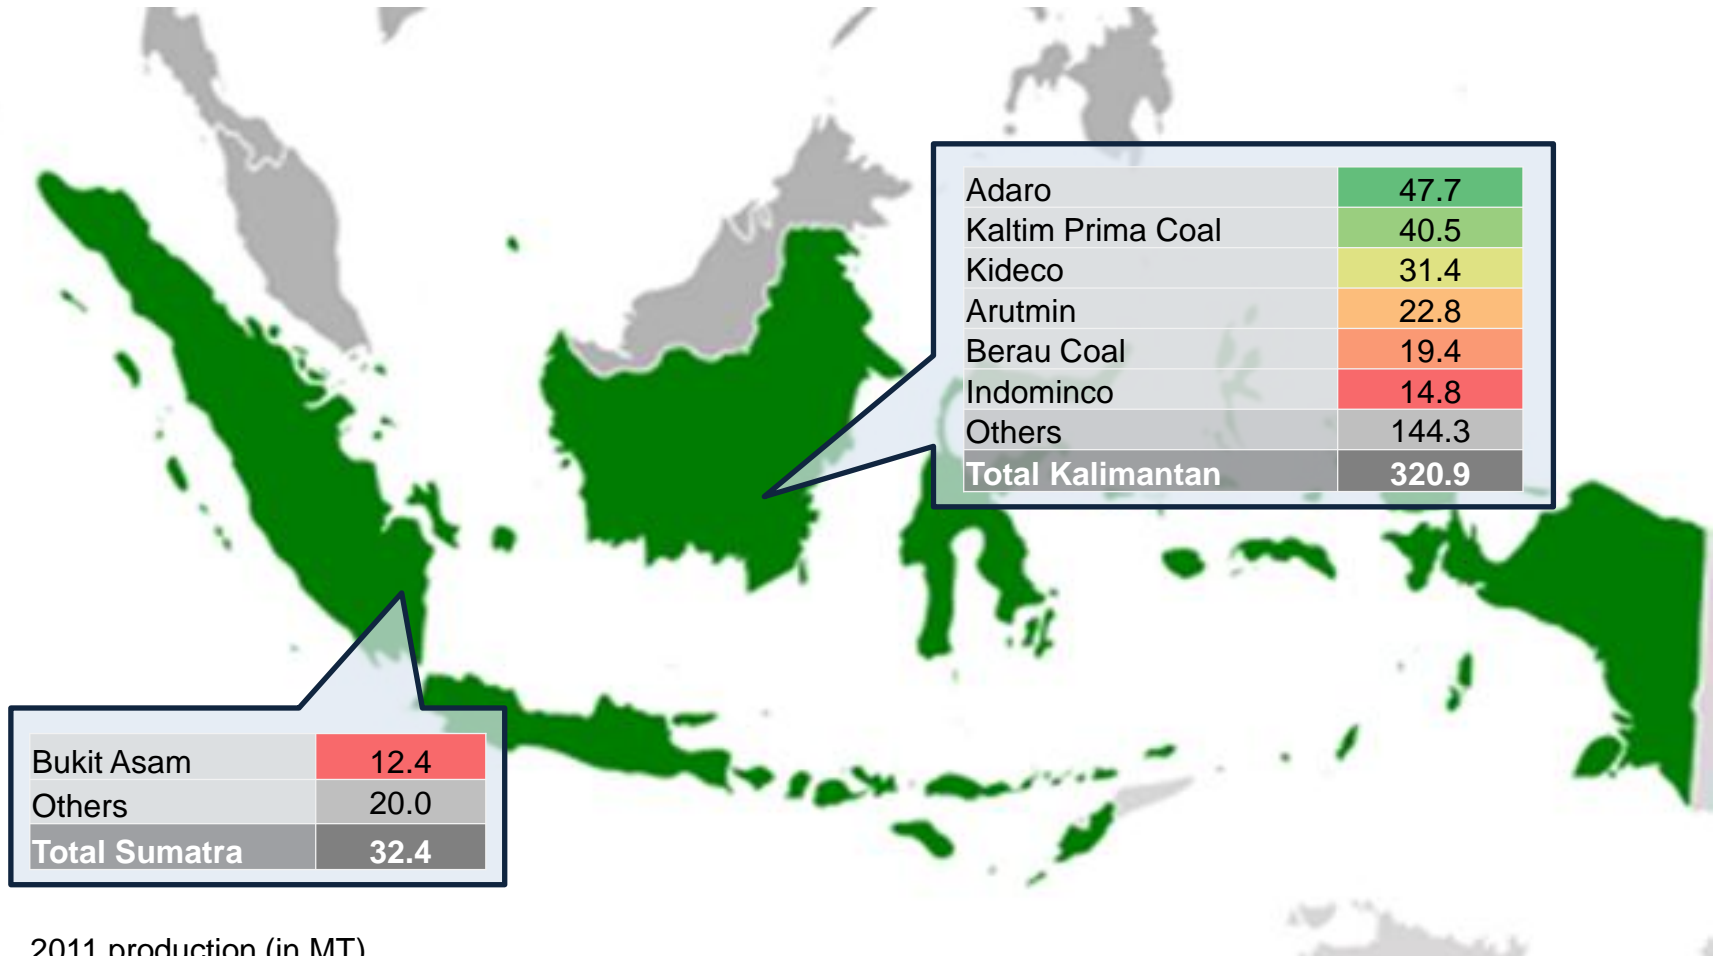 Adaro 47.7
Kaltim Prima Coal 40.5
Kideco 31.4
Arutmin 22.8
Berau Coal 19.4
Indominco 14.8
Others 144.3
Total Kalimantan 320.9
Bukit Asam 12.4
Others 20.0
Total Sumatra 32.4
2011 production (in MT)